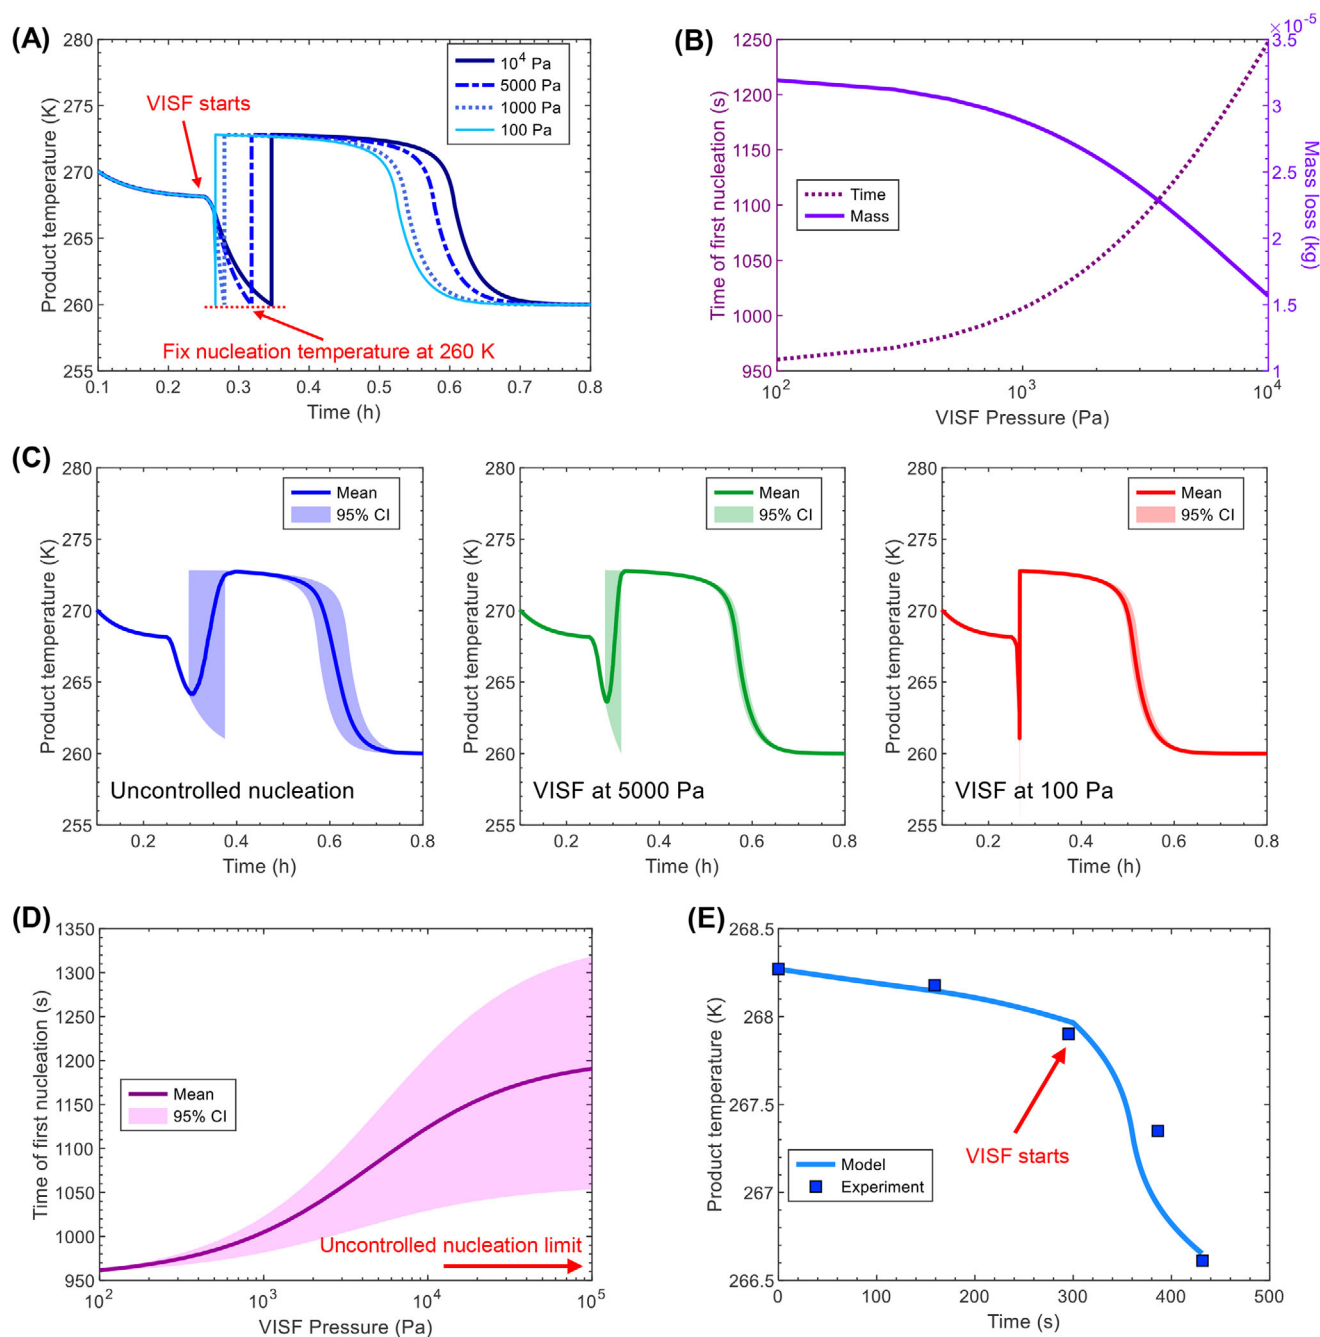 (A)
280
275
270
265
260
255
Product temperature (K)
0.1
0.2
0.3
0.4
0.5
0.6
0.7
0.8
Time (h)
VISF starts
Fix nucleation temperature at 260 K
10⁴ Pa
5000 Pa
1000 Pa
100 Pa
(B)
1250
1200
1150
1100
1050
1000
950
Time of first nucleation (s)
×10⁻⁵
3.5
3
2.5
2
1.5
1
Mass loss (kg)
10²
10³
10⁴
VISF Pressure (Pa)
Time
Mass
(C)
280
275
270
265
260
255
Product temperature (K)
0.2
0.4
0.6
0.8
Time (h)
Mean
95% CI
Uncontrolled nucleation
280
275
270
265
260
255
Product temperature (K)
0.2
0.4
0.6
0.8
Time (h)
Mean
95% CI
VISF at 5000 Pa
280
275
270
265
260
255
Product temperature (K)
0.2
0.4
0.6
0.8
Time (h)
Mean
95% CI
VISF at 100 Pa
(D)
1350
1300
1250
1200
1150
1100
1050
1000
950
Time of first nucleation (s)
10²
10³
10⁴
10⁵
VISF Pressure (Pa)
Mean
95% CI
Uncontrolled nucleation limit
(E)
268.5
268
267.5
267
266.5
Product temperature (K)
0
100
200
300
400
500
Time (s)
VISF starts
Model
Experiment